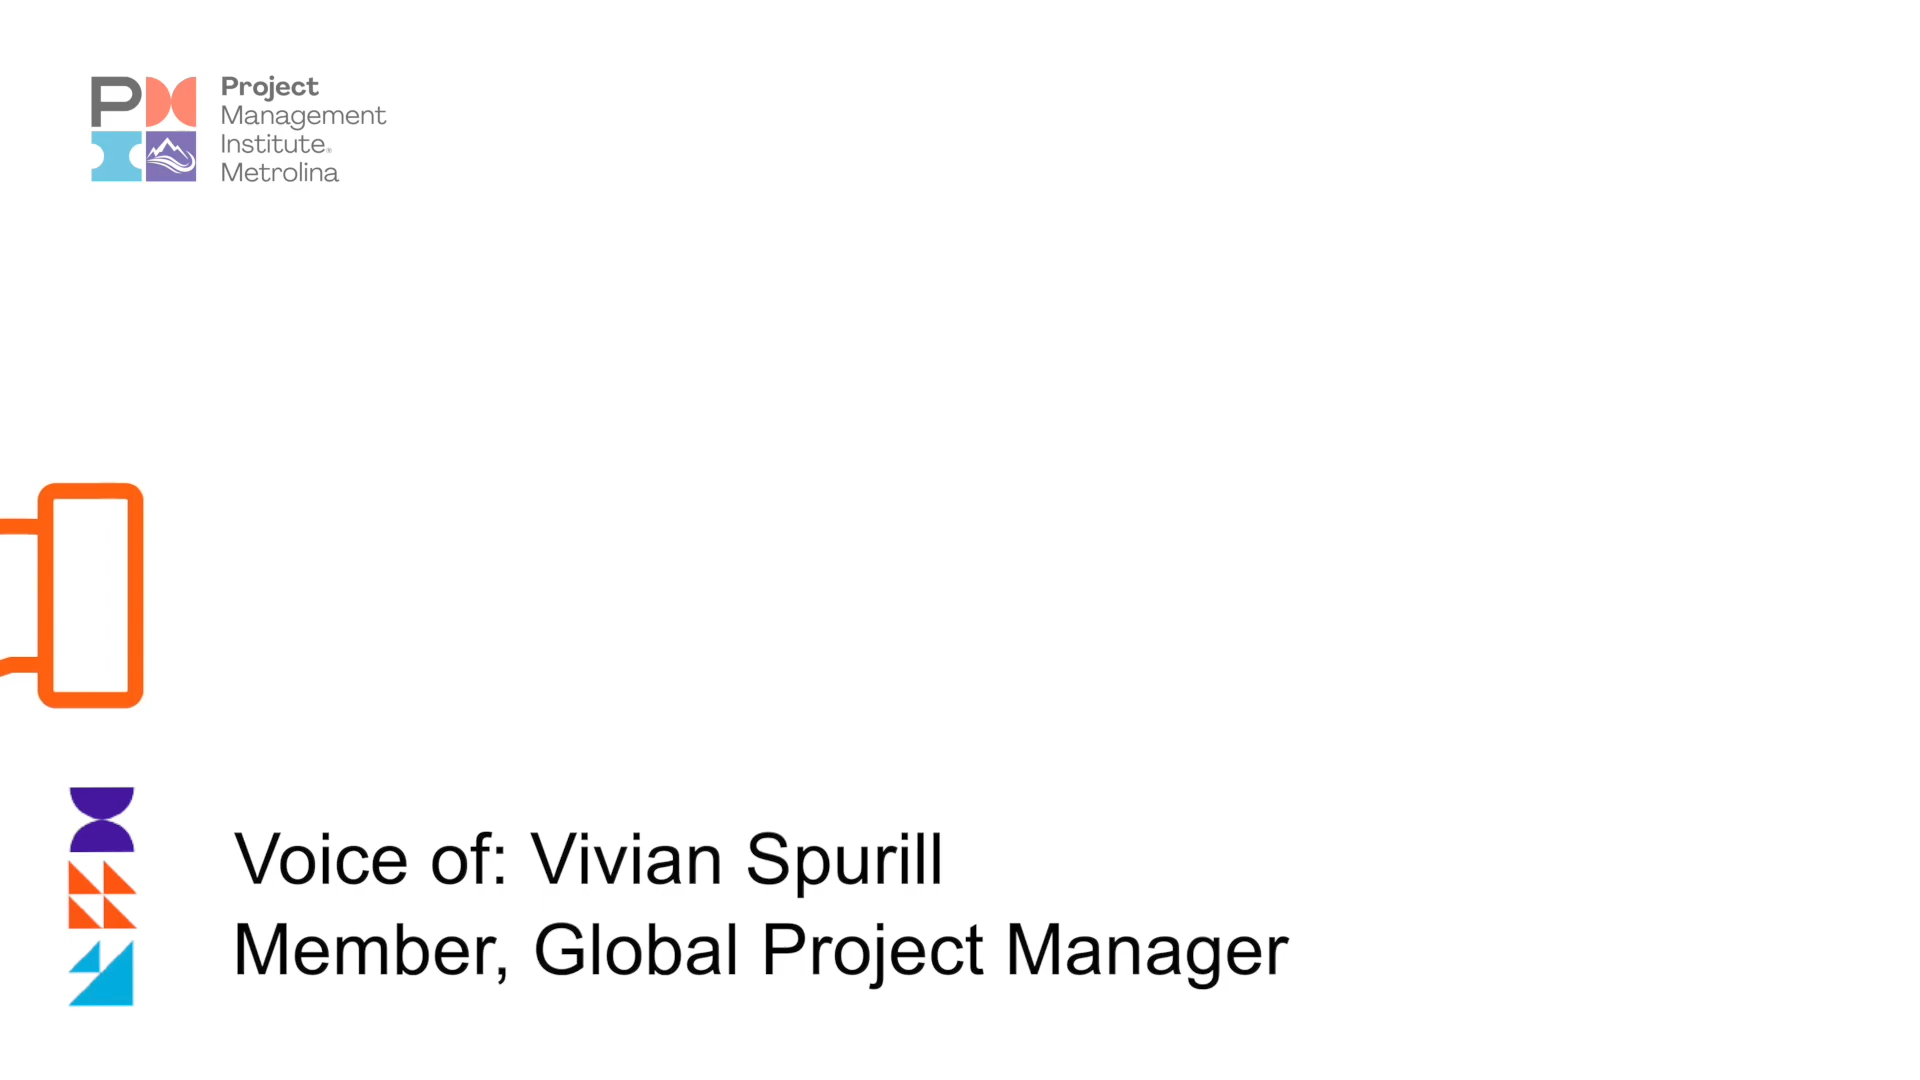 Project
Management
Institute®
Metrolina
Voice of: Vivian Spurill
Member, Global Project Manager